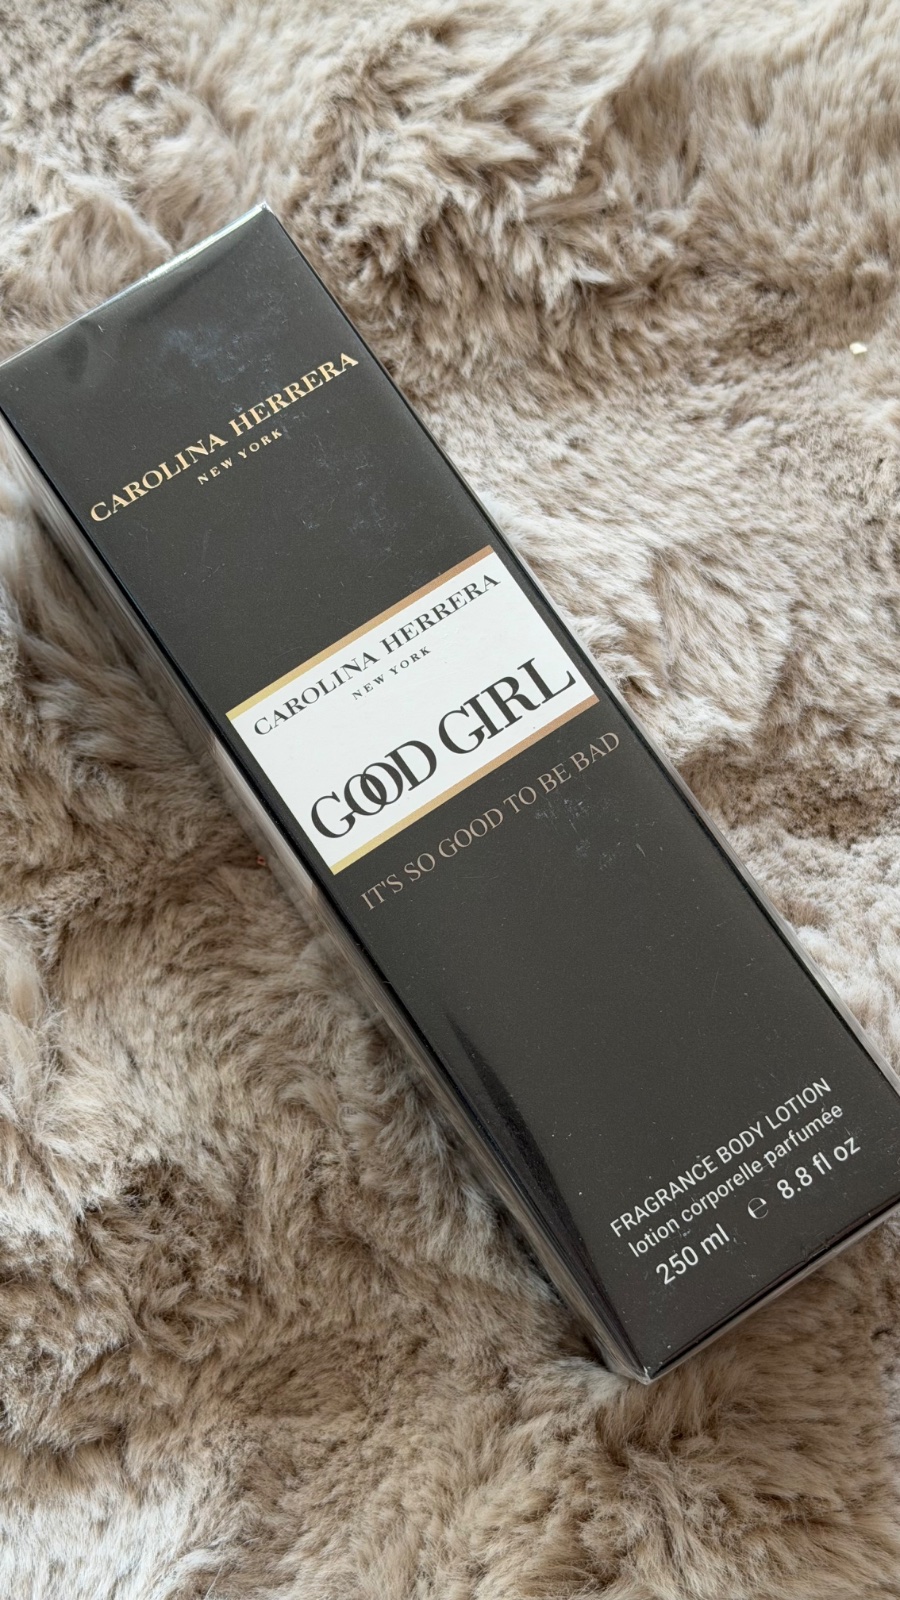 CAROLINA HERRERA
NEW YORK
CAROLINA HERRERA
NEW YORK
GOOD GIRL
IT'S SO GOOD TO BE BAD
FRAGRANCE BODY LOTION
lotion corporelle parfumée
250 ml ℮ 8.8 fl oz